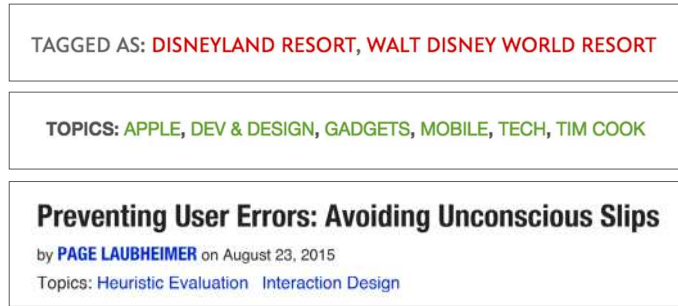 TAGGED AS: DISNEYLAND RESORT, WALT DISNEY WORLD RESORT
TOPICS: APPLE, DEV & DESIGN, GADGETS, MOBILE, TECH, TIM COOK
Preventing User Errors: Avoiding Unconscious Slips
by PAGE LAUBHEIMER on August 23, 2015
Topics: Heuristic Evaluation Interaction Design